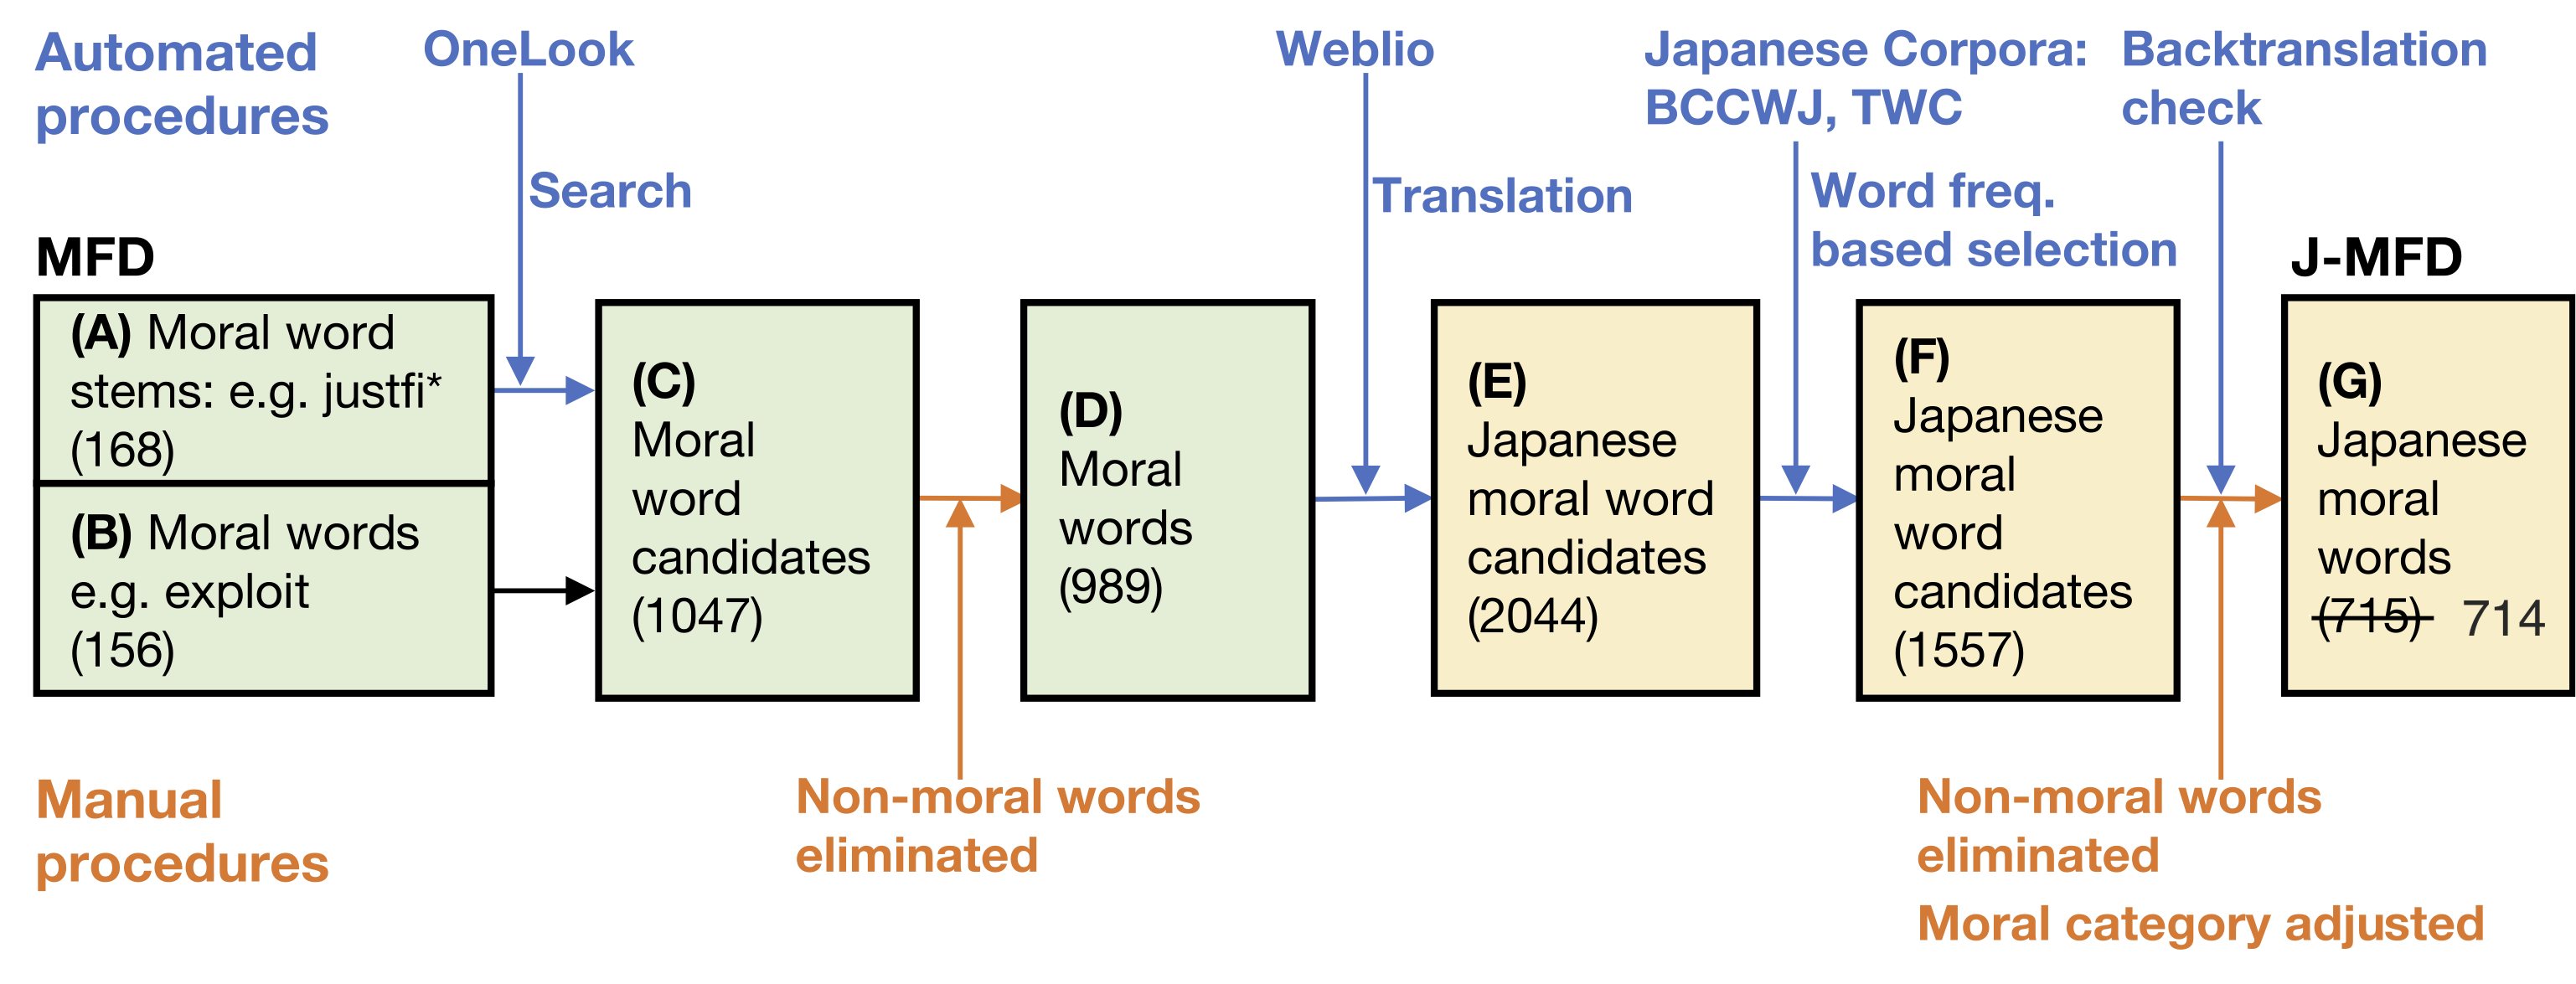 Automated
procedures
OneLook
Search
Weblio
Translation
Japanese Corpora:
BCCWJ, TWC
Word freq.
based selection
Backtranslation
check
MFD
(A) Moral word
stems: e.g. justfi*
(168)
(B) Moral words
e.g. exploit
(156)
(C)
Moral
word
candidates
(1047)
(D)
Moral
words
(989)
(E)
Japanese
moral word
candidates
(2044)
(F)
Japanese
moral
word
candidates
(1557)
J-MFD
(G)
Japanese
moral
words
(715) 714
Manual
procedures
Non-moral words
eliminated
Non-moral words
eliminated
Moral category adjusted